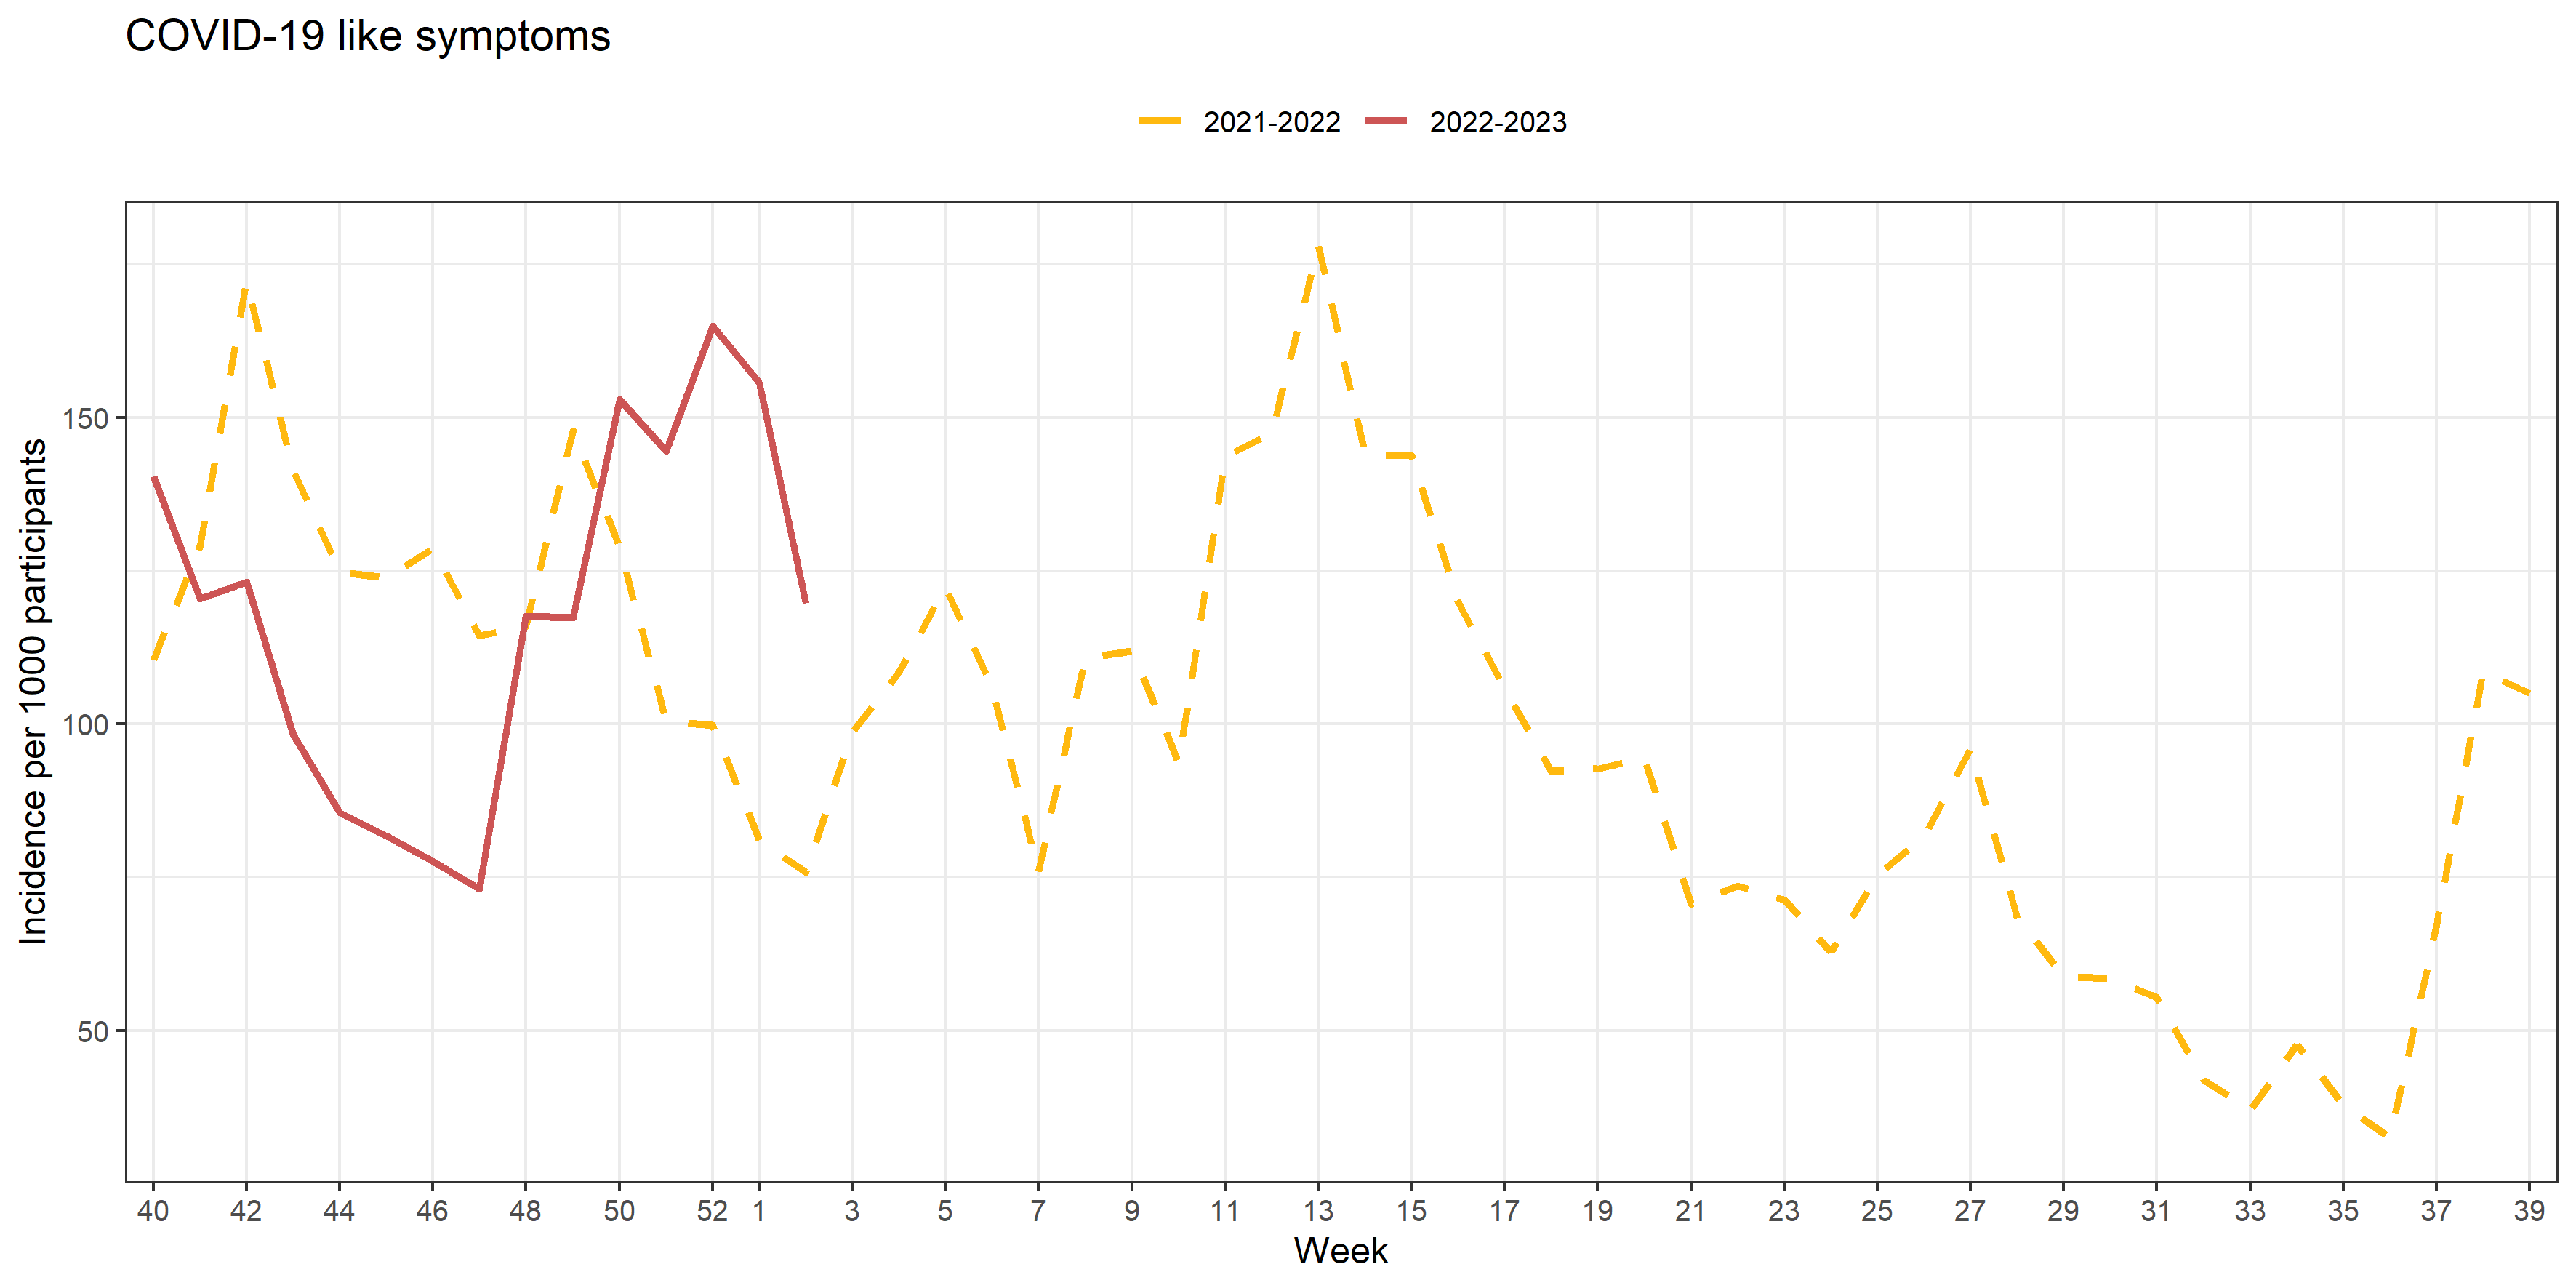 COVID-19 like symptoms
2021-2022 2022-2023
Incidence per 1000 participants
150
100
50
40 42 44 46 48 50 52 1 3 5 7 9 11 13 15 17 19 21 23 25 27 29 31 33 35 37 39
Week